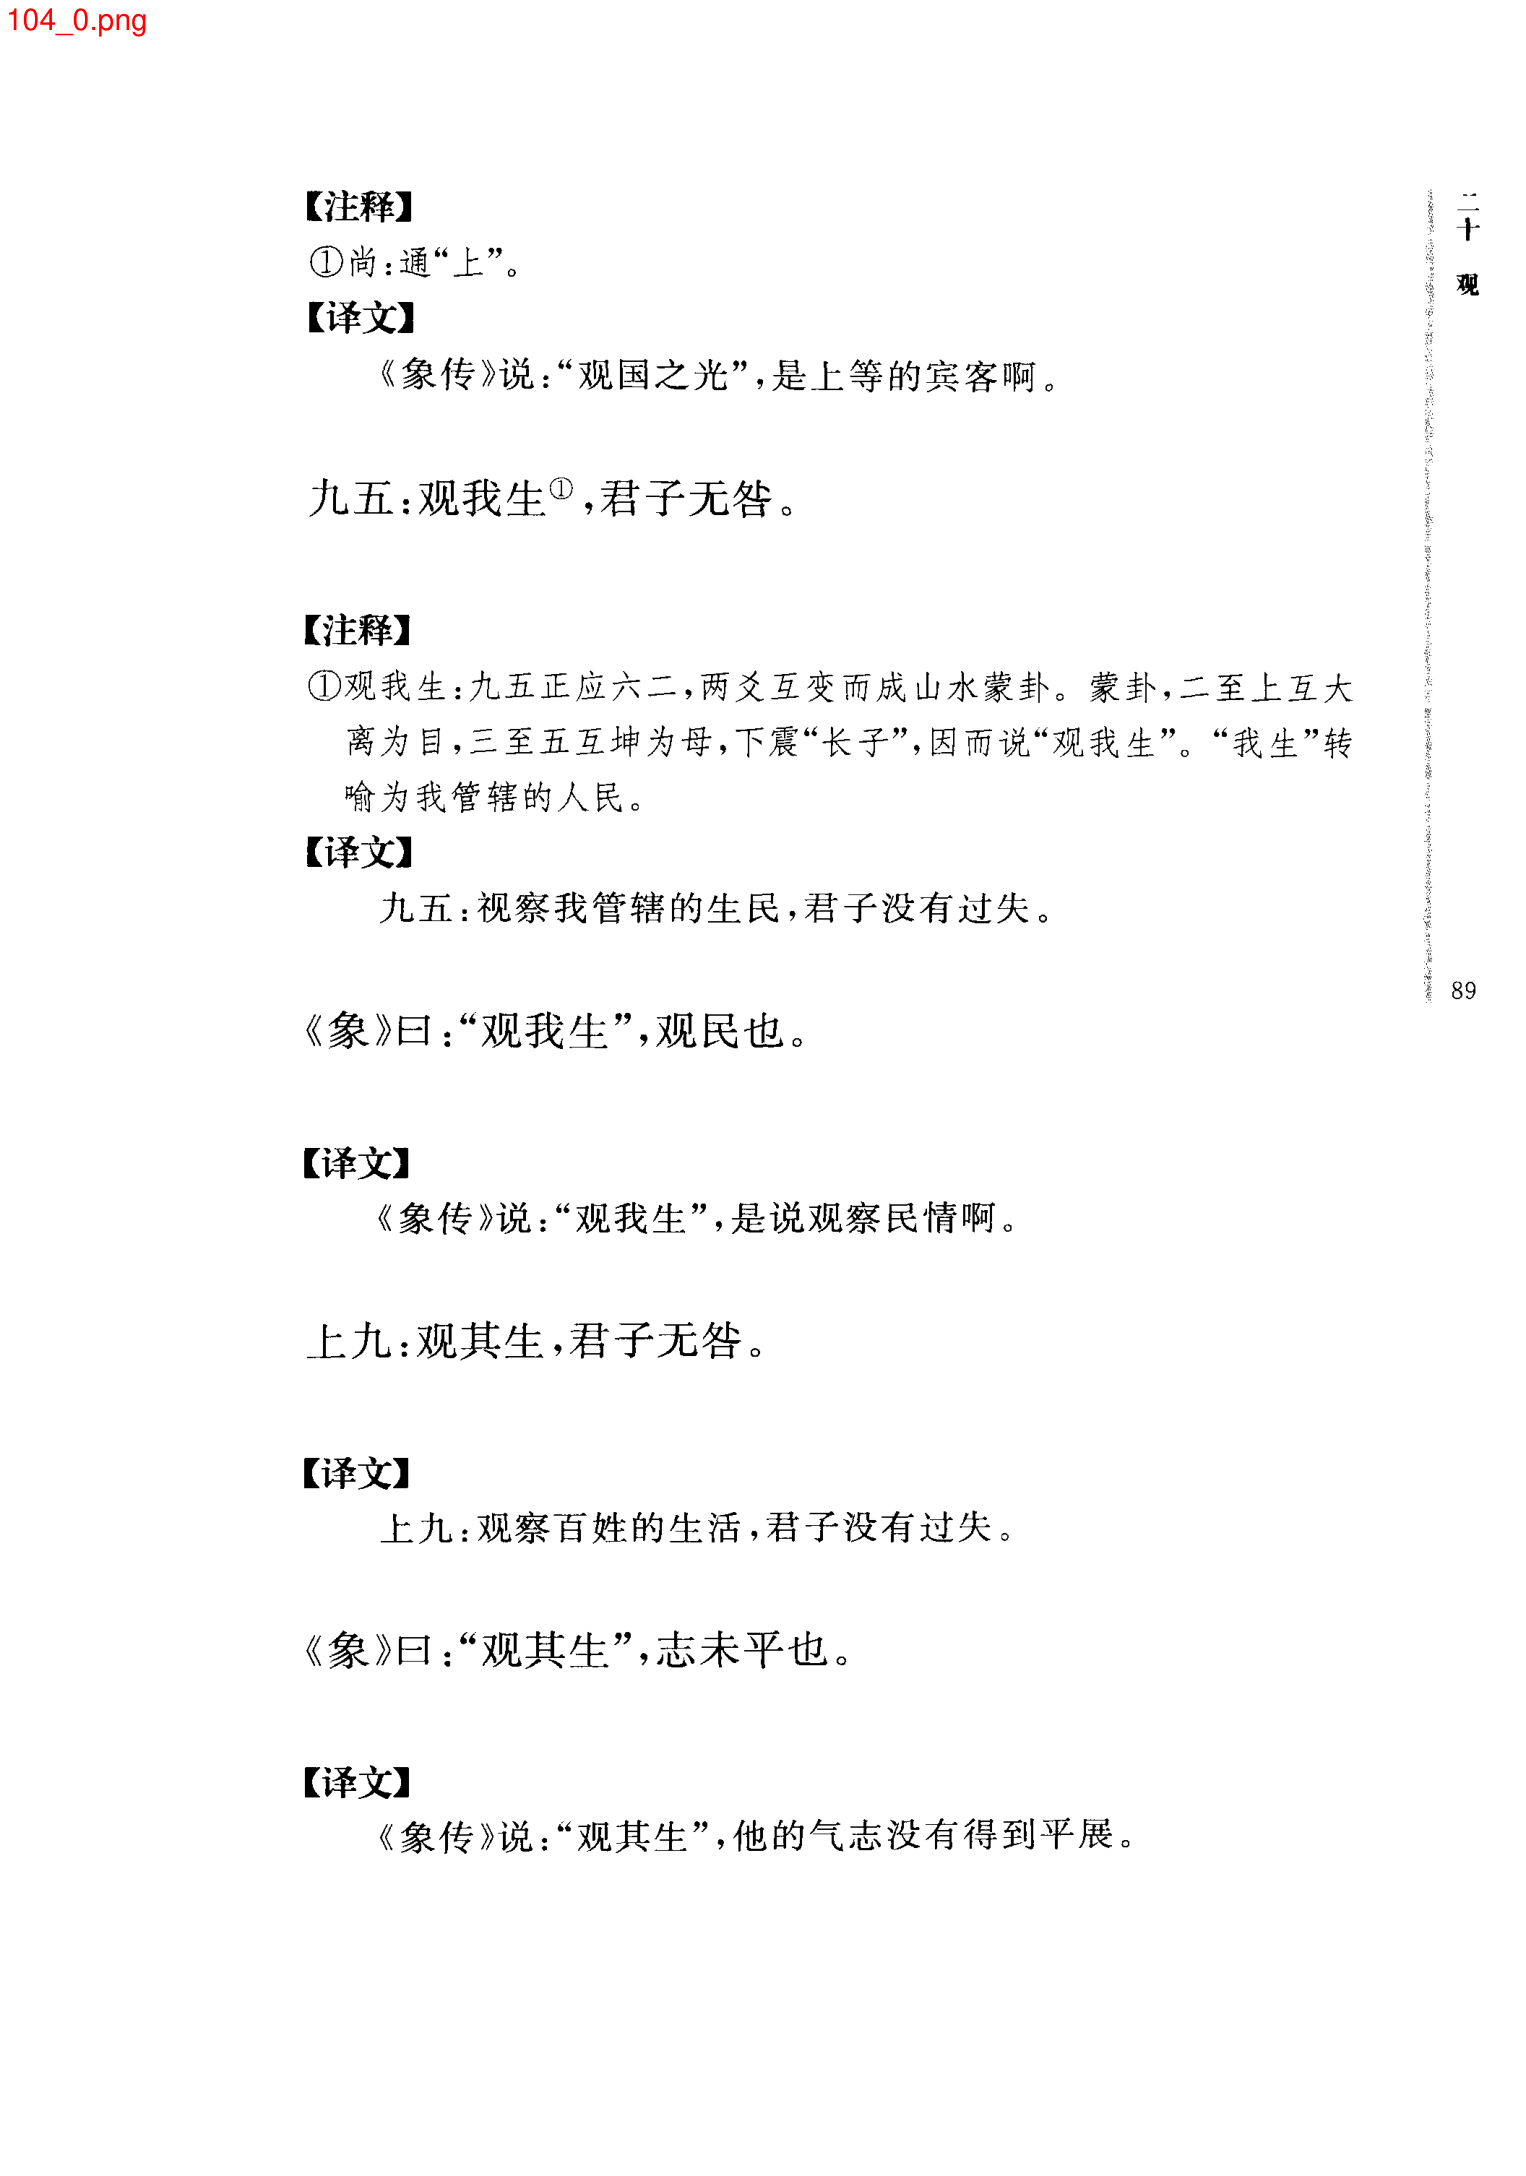 104_0.png
【注释】
①尚：通“上”。
【译文】
《象传》说：“观国之光”，是上等的宾客啊。
九五：观我生①，君子无咎。
【注释】
①观我生：九五正应六二，两爻互变而成山水蒙卦。蒙卦，二至上互大
离为目，三至五互坤为母，下震“长子”，因而说“观我生”。“我生”转
喻为我管辖的人民。
【译文】
九五：视察我管辖的生民，君子没有过失。
《象》曰：“观我生”，观民也。
【译文】
《象传》说：“观我生”，是说观察民情啊。
上九：观其生，君子无咎。
【译文】
上九：观察百姓的生活，君子没有过失。
《象》曰：“观其生”，志未平也。
【译文】
《象传》说：“观其生”，他的气志没有得到平展。
二十 观
89